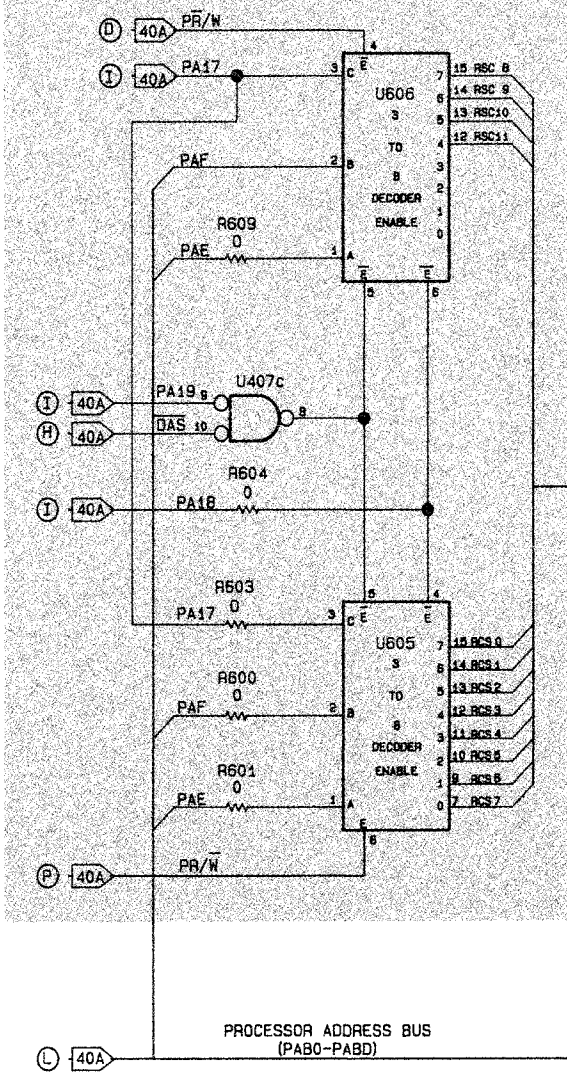 D 40A PR̅/W
4
E̅
I 40A PA17 3 C
U606
3
TO
8
DECODER
ENABLE
7 15 RSC 8
6 14 RSC 9
5 13 RSC10
4 12 RSC11
3
2
1
0
PAF 2 B
R609
0
PAE 1 A
E̅ E̅
5 6
U407c
I 40A PA19 9
8
H 40A D̅A̅S̅ 10
R604
0
I 40A PA18
R603
0
PA17 3 C
5 4
E̅ E̅
U605
3
TO
8
DECODER
ENABLE
7 15 RCS 0
6 14 RCS 1
5 13 RCS 2
4 12 RCS 3
3 11 RCS 4
2 10 RCS 5
1 9 RCS 6
0 7 RCS 7
R600
0
PAF 2 B
R601
0
PAE 1 A
E
6
P 40A PR/W̅
PROCESSOR ADDRESS BUS
(PAB0-PABD)
L 40A